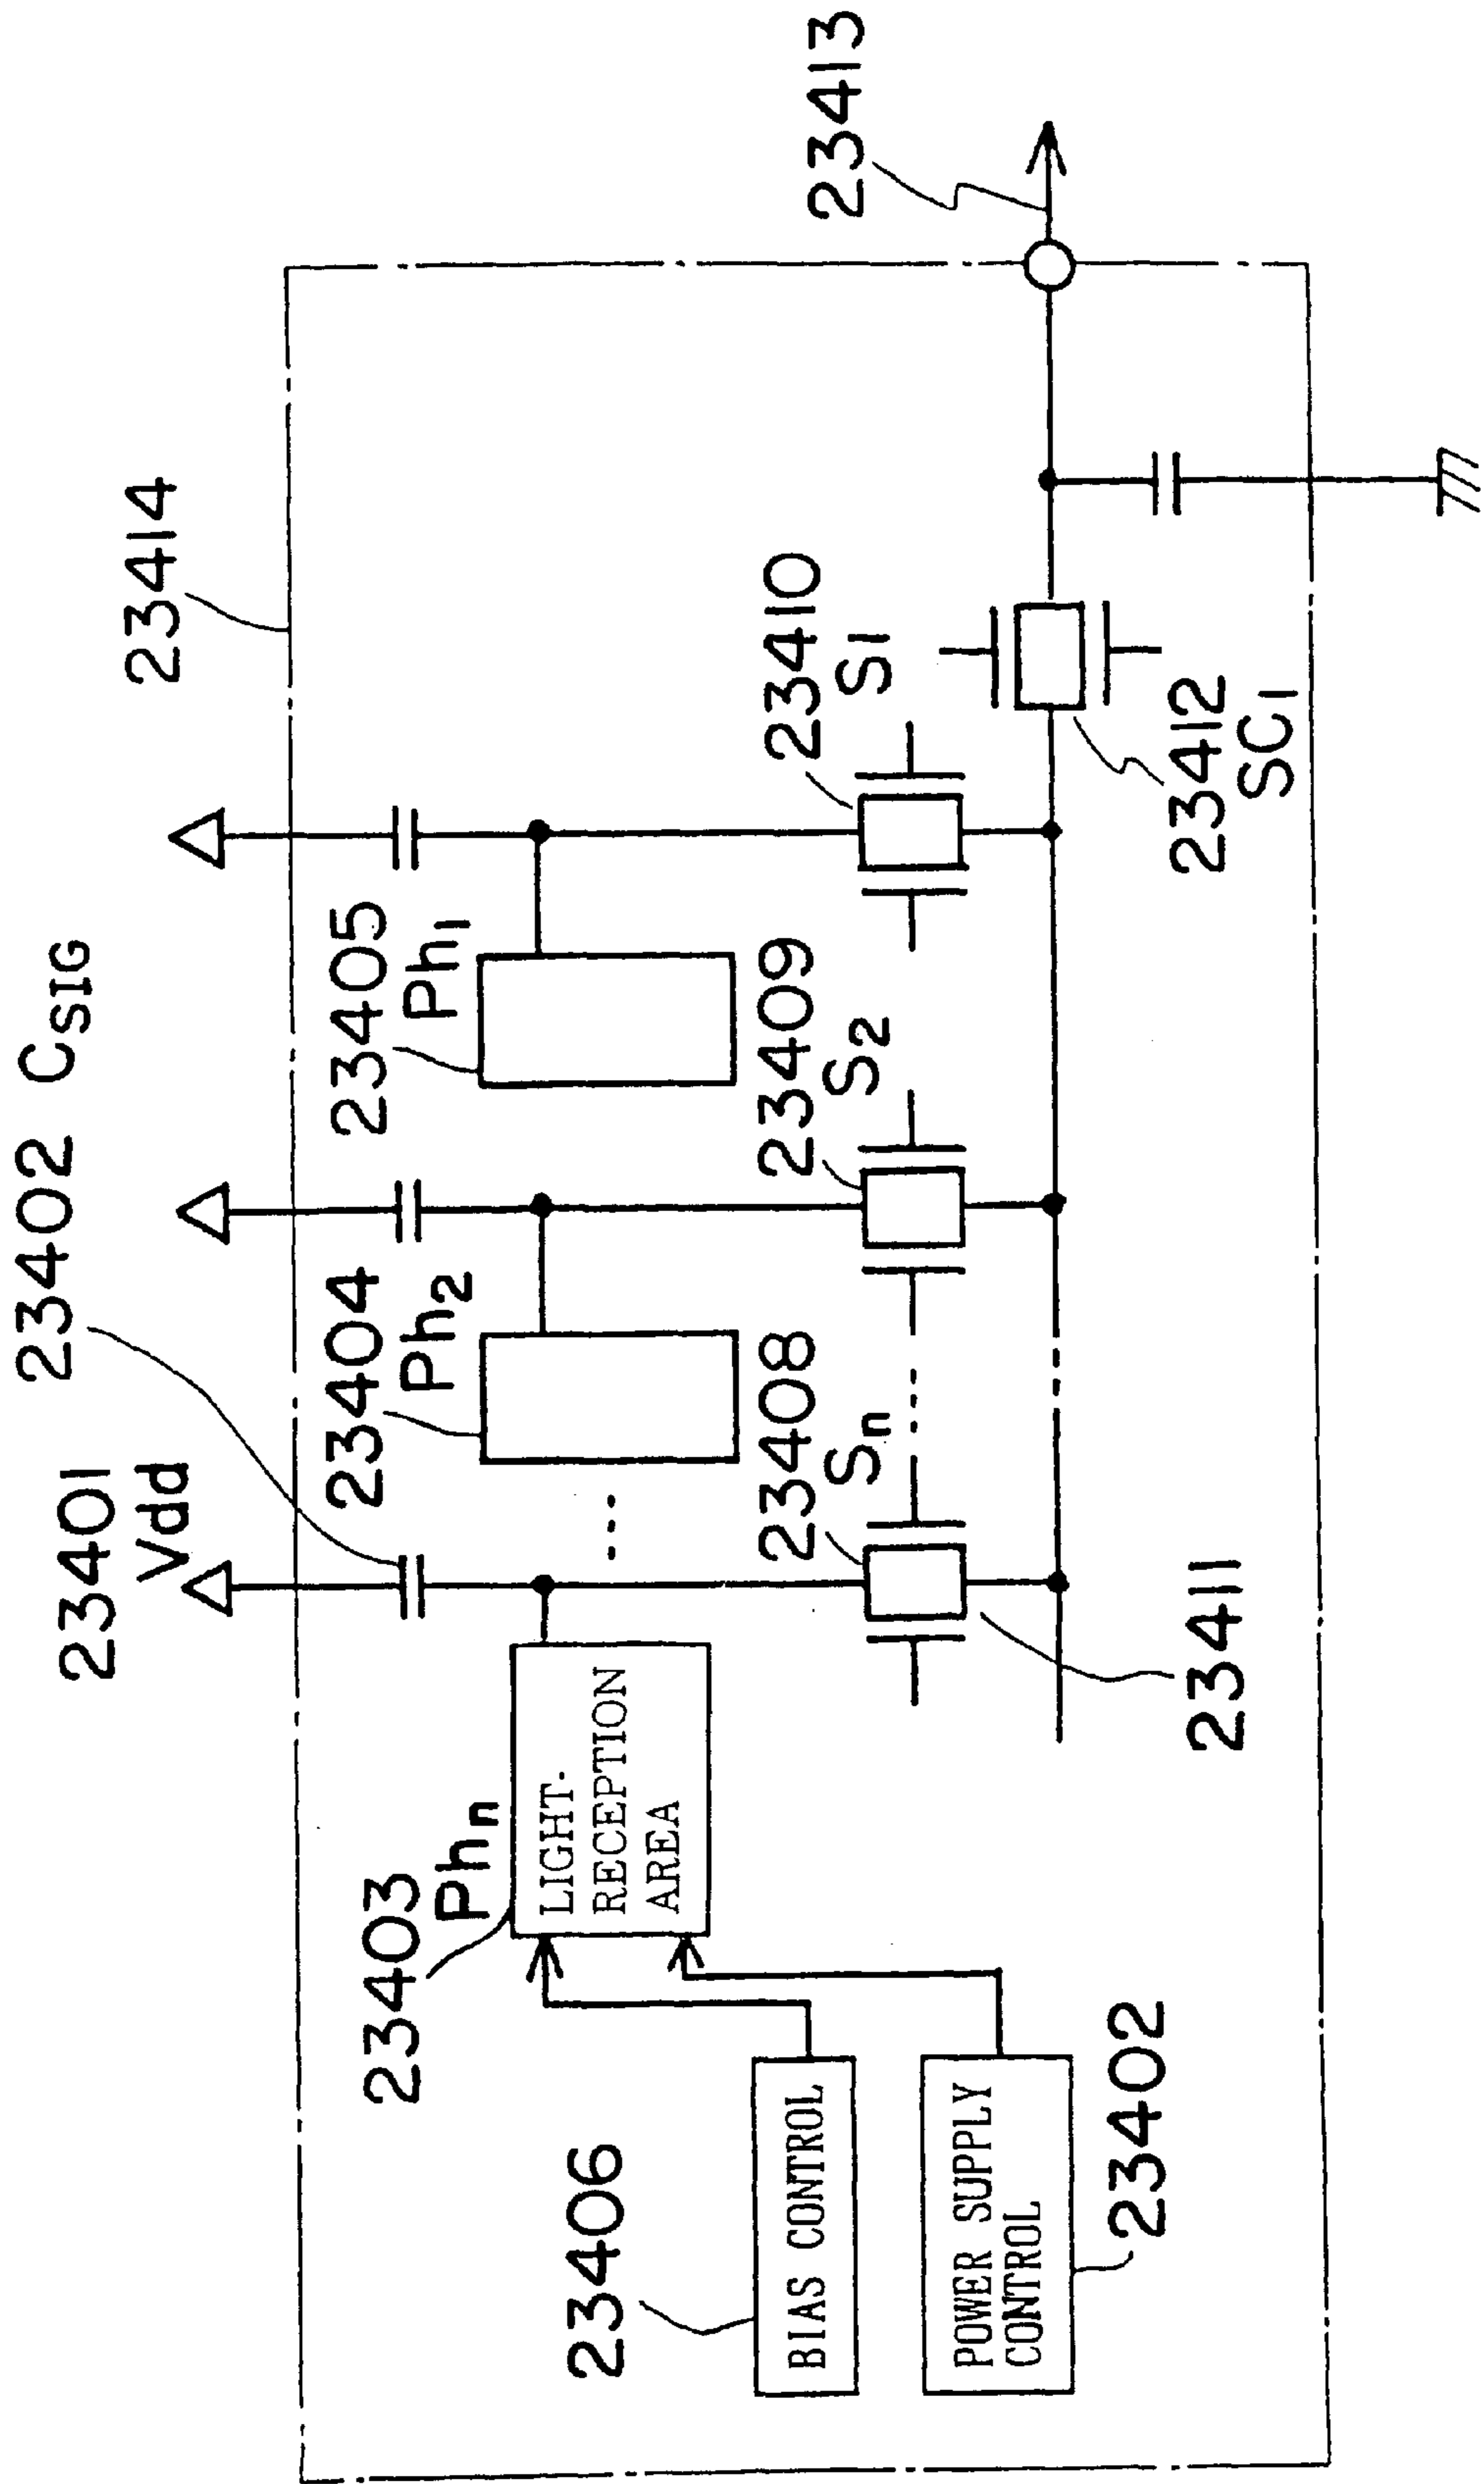 23402 CSIG
23401
Vdd
23414
23413
23403
Phn
23404
Ph2
23405
Ph1
LIGHT-
RECEPTION
AREA
...
23408
Sn
23409
S2
23410
S1
23406
BIAS CONTROL
POWER SUPPLY
CONTROL
23402
23411
23412
SC1